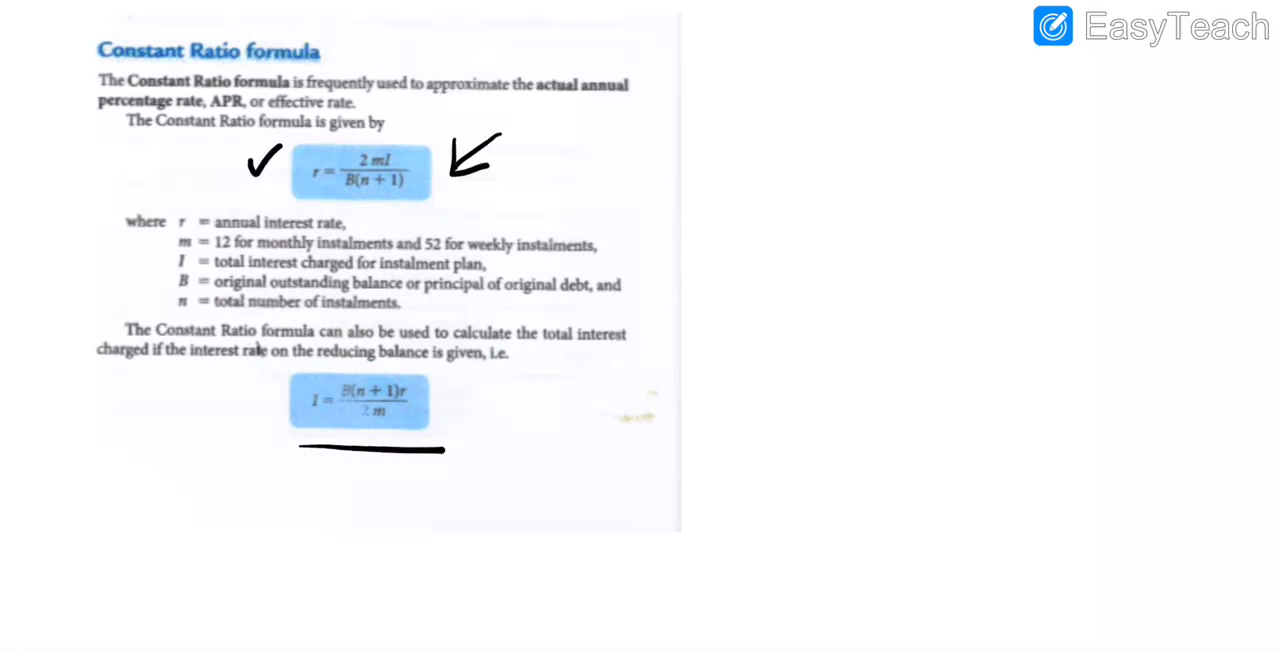 EasyTeach
Constant Ratio formula
The Constant Ratio formula is frequently used to approximate the actual annual
percentage rate, APR, or effective rate.
The Constant Ratio formula is given by
r = 2 mI / B(n + 1)
where r = annual interest rate,
m = 12 for monthly instalments and 52 for weekly instalments,
I = total interest charged for instalment plan,
B = original outstanding balance or principal of original debt, and
n = total number of instalments.
The Constant Ratio formula can also be used to calculate the total interest
charged if the interest rate on the reducing balance is given, i.e.
I = B(n + 1)r / 2 m